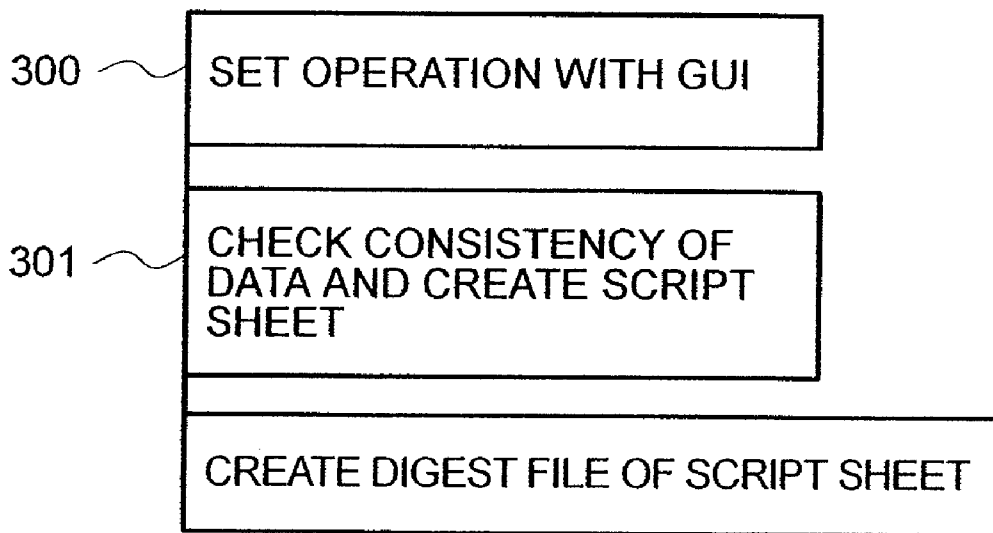 300
SET OPERATION WITH GUI
301
CHECK CONSISTENCY OF
DATA AND CREATE SCRIPT
SHEET
CREATE DIGEST FILE OF SCRIPT SHEET